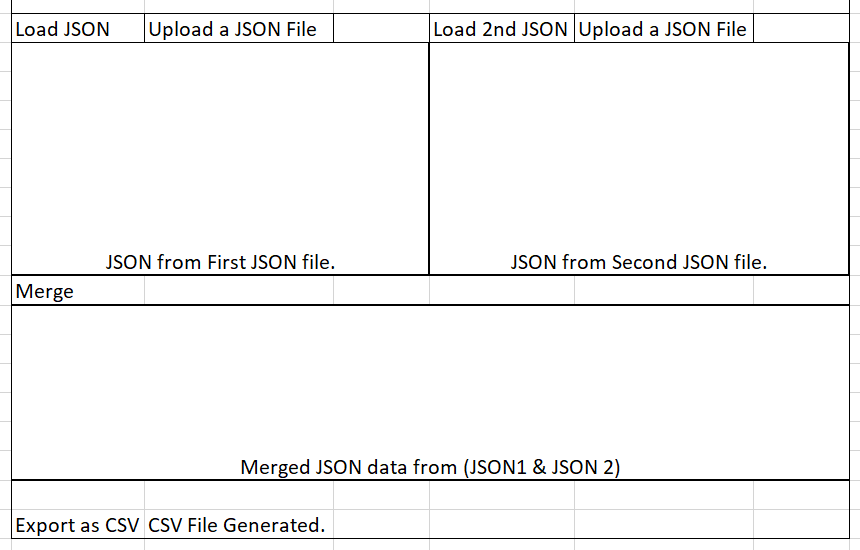 Load JSON Upload a JSON File Load 2nd JSON Upload a JSON File
JSON from First JSON file. JSON from Second JSON file.
Merge
Merged JSON data from (JSON1 & JSON 2)
Export as CSV CSV File Generated.